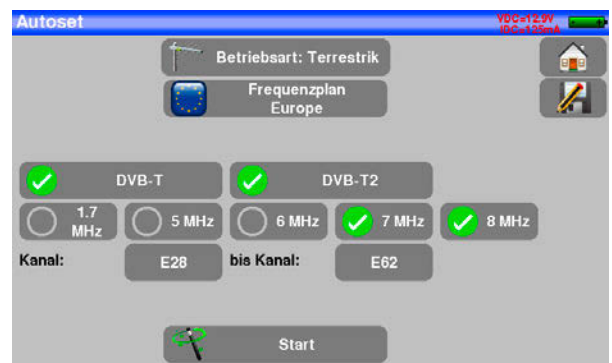 Autoset
VDC=12.9V
IDC=125mA
Betriebsart: Terrestrik
Frequenzplan
Europe
DVB-T
DVB-T2
1.7
MHz
5 MHz
6 MHz
7 MHz
8 MHz
Kanal:
E28
bis Kanal:
E62
Start